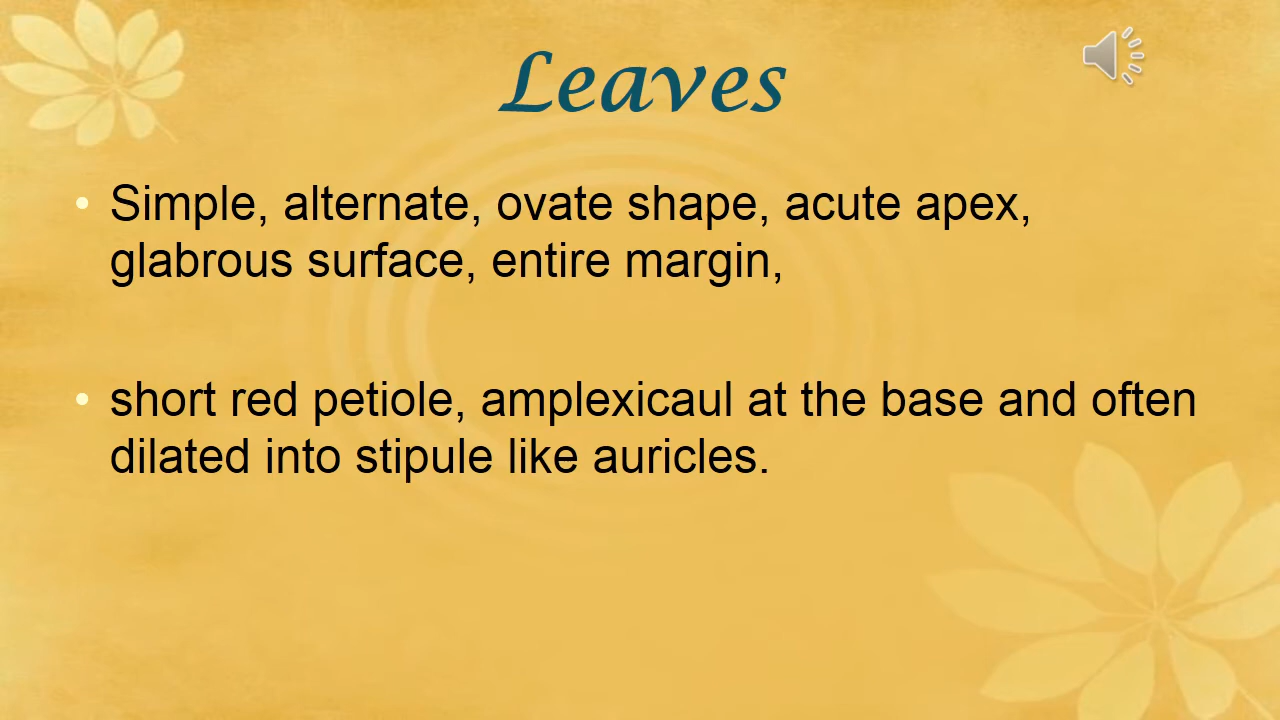 Leaves
• Simple, alternate, ovate shape, acute apex,
glabrous surface, entire margin,
• short red petiole, amplexicaul at the base and often
dilated into stipule like auricles.